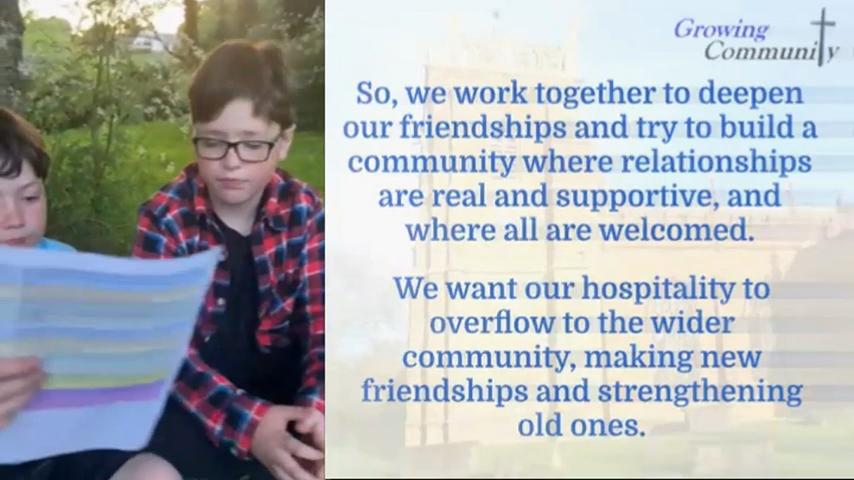 Growing
Community
So, we work together to deepen
our friendships and try to build a
community where relationships
are real and supportive, and
where all are welcomed.
We want our hospitality to
overflow to the wider
community, making new
friendships and strengthening
old ones.